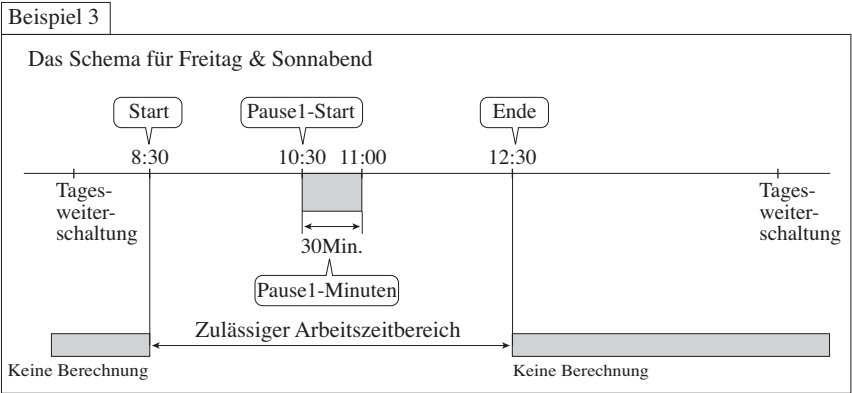 Beispiel 3
Das Schema für Freitag & Sonnabend
Start
Pause1-Start
Ende
8:30
10:30
11:00
12:30
Tages-
weiter-
schaltung
Tages-
weiter-
schaltung
30Min.
Pause1-Minuten
Zulässiger Arbeitszeitbereich
Keine Berechnung
Keine Berechnung